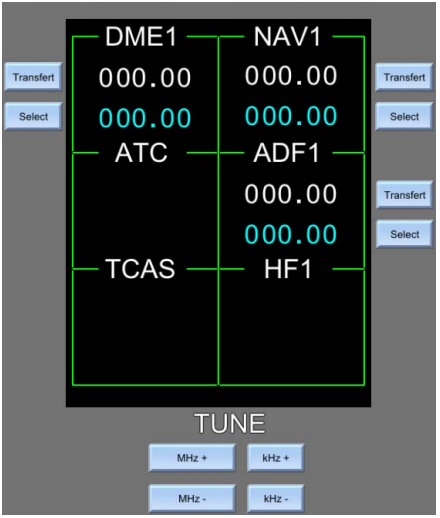 DME1 NAV1
Transfert 000.00 000.00 Transfert
Select 000.00 000.00 Select
ATC ADF1
000.00 Transfert
000.00 Select
TCAS HF1
TUNE
MHz + kHz +
MHz - kHz -